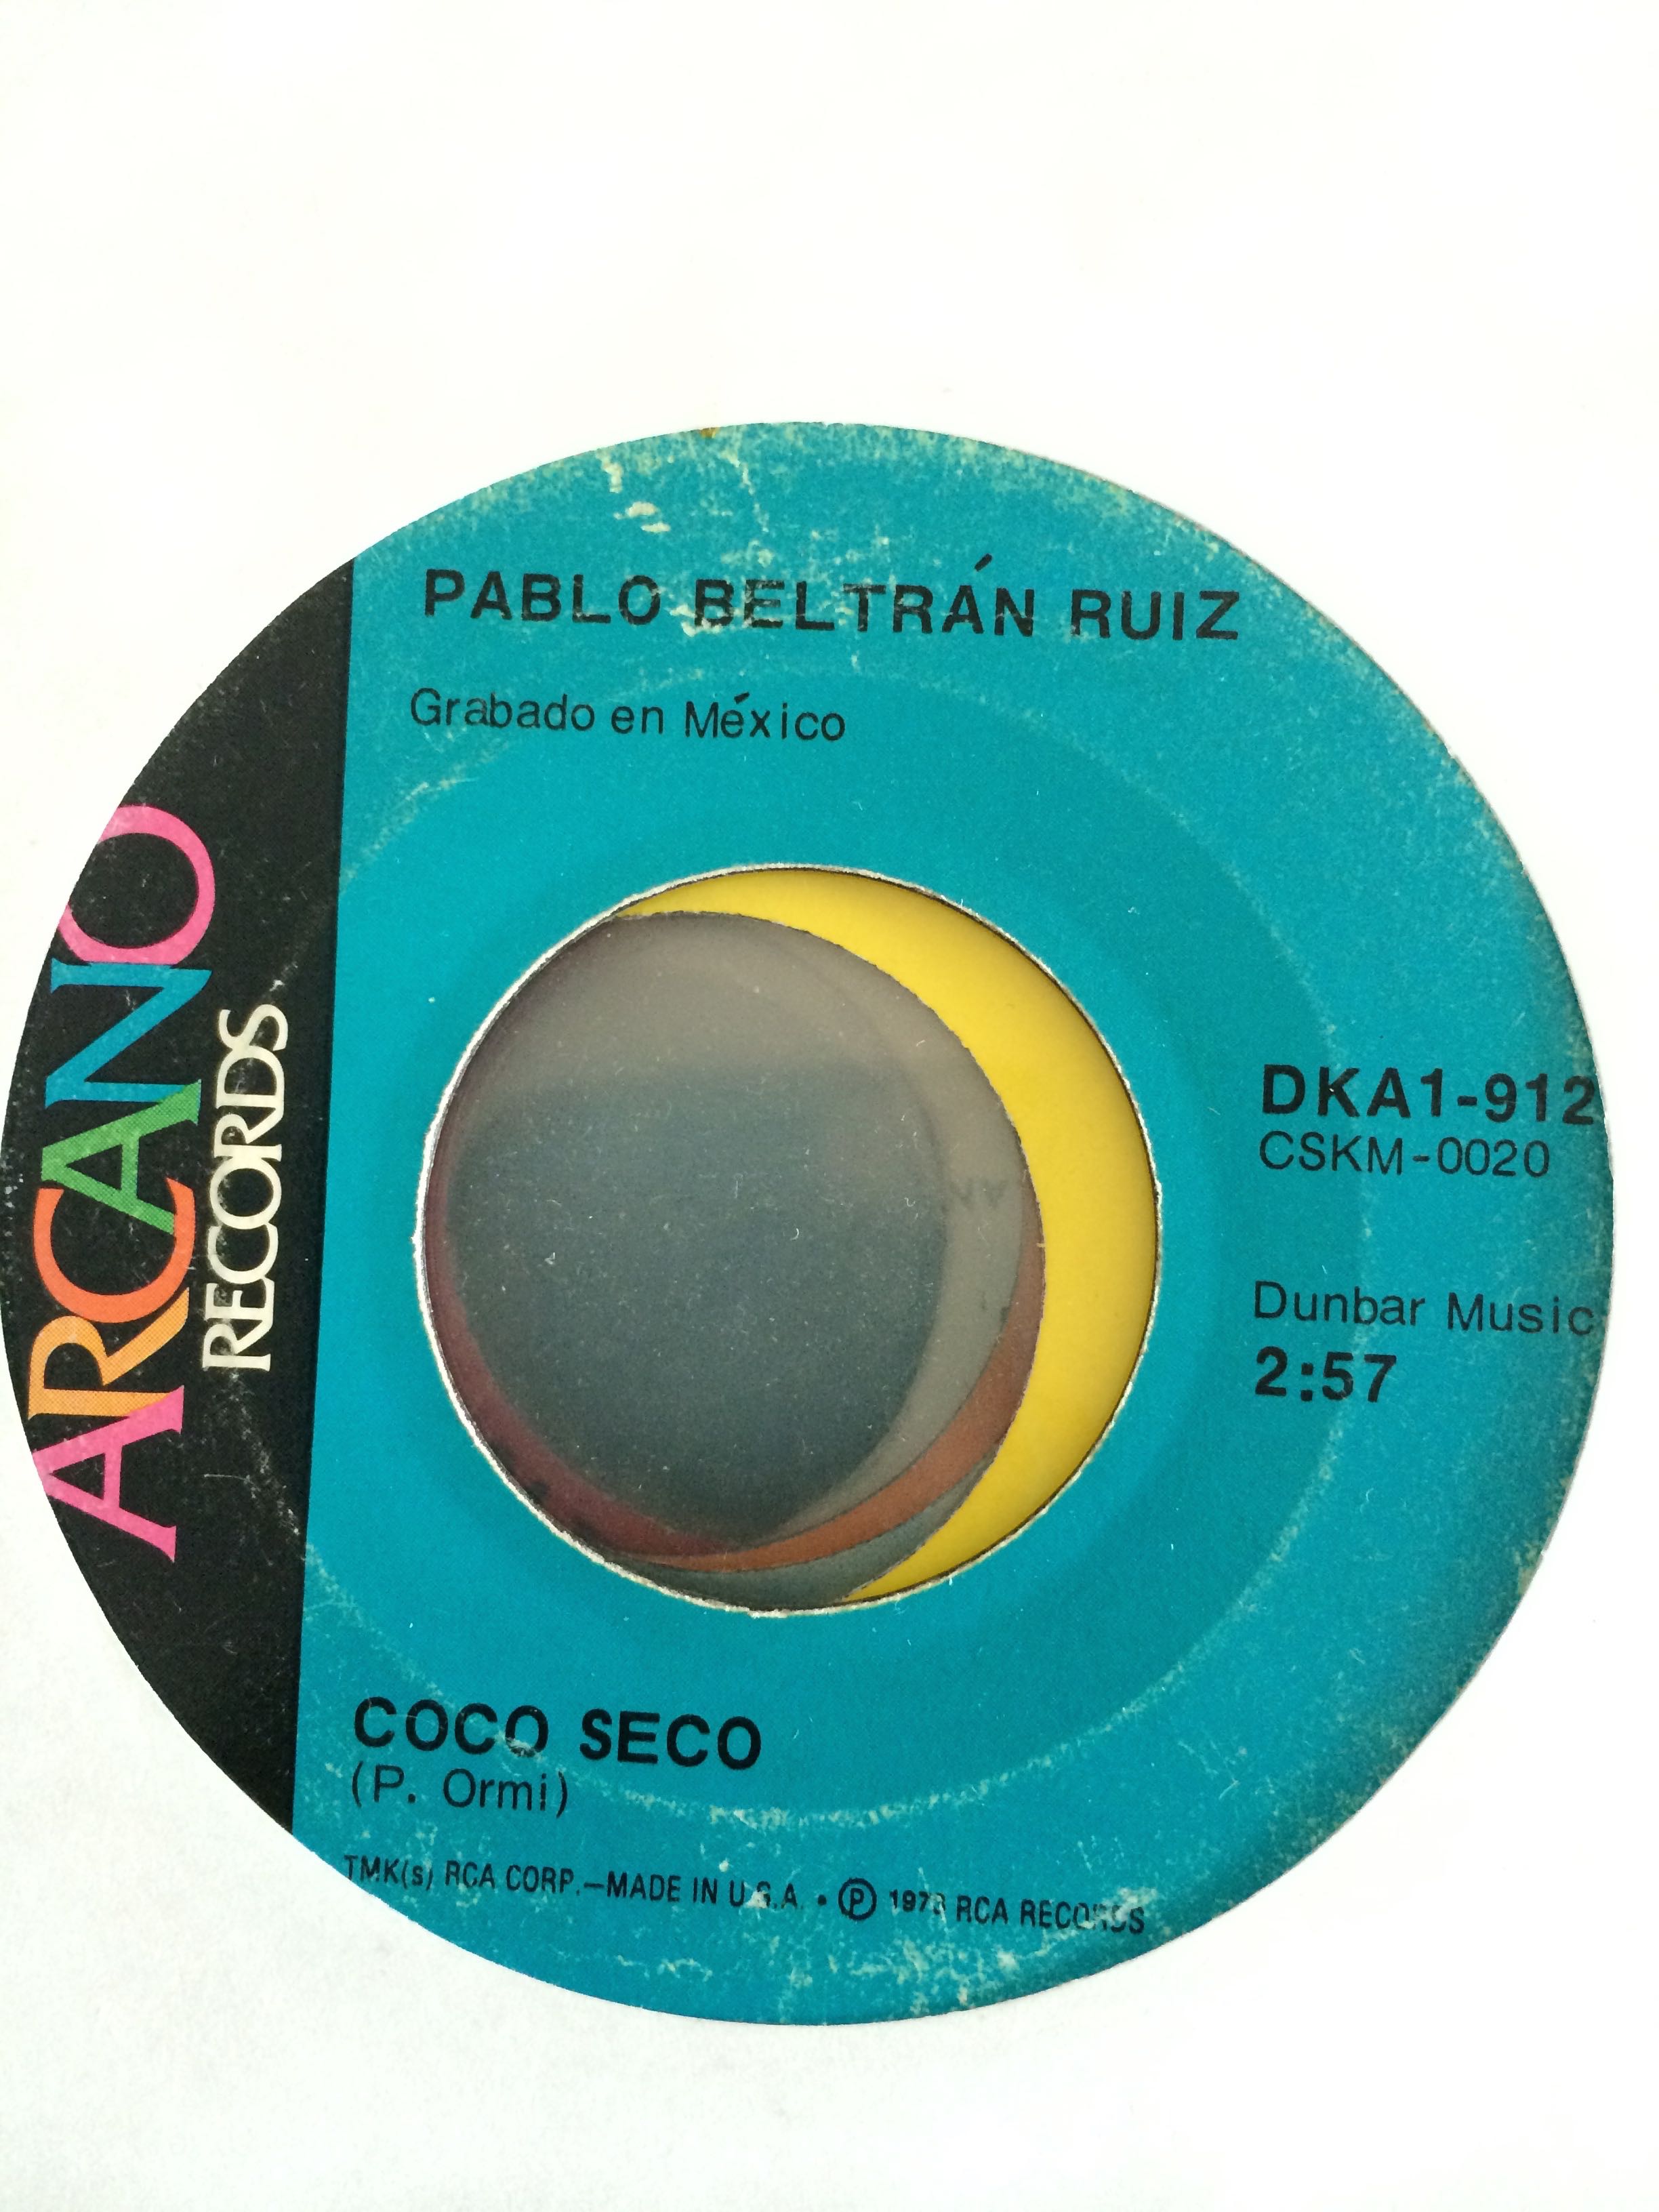 PABLO BELTRÁN RUIZ
Grabado en México
ARCANO
RECORDS
DKA1-912
CSKM-0020
Dunbar Music
2:57
COCO SECO
(P. Ormi)
TMK(s) RCA CORP.—MADE IN U.S.A. • ℗ 1973 RCA RECORDS